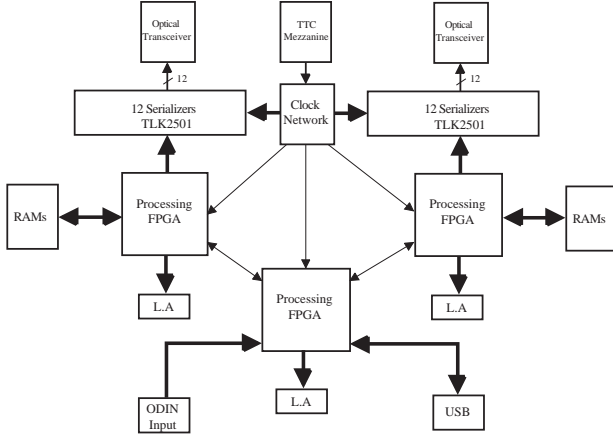 Optical
Transceiver
TTC
Mezzanine
Optical
Transceiver
12
12
12 Serializers
TLK2501
Clock
Network
12 Serializers
TLK2501
RAMs
Processing
FPGA
Processing
FPGA
RAMs
Processing
FPGA
L.A
L.A
L.A
ODIN
Input
USB